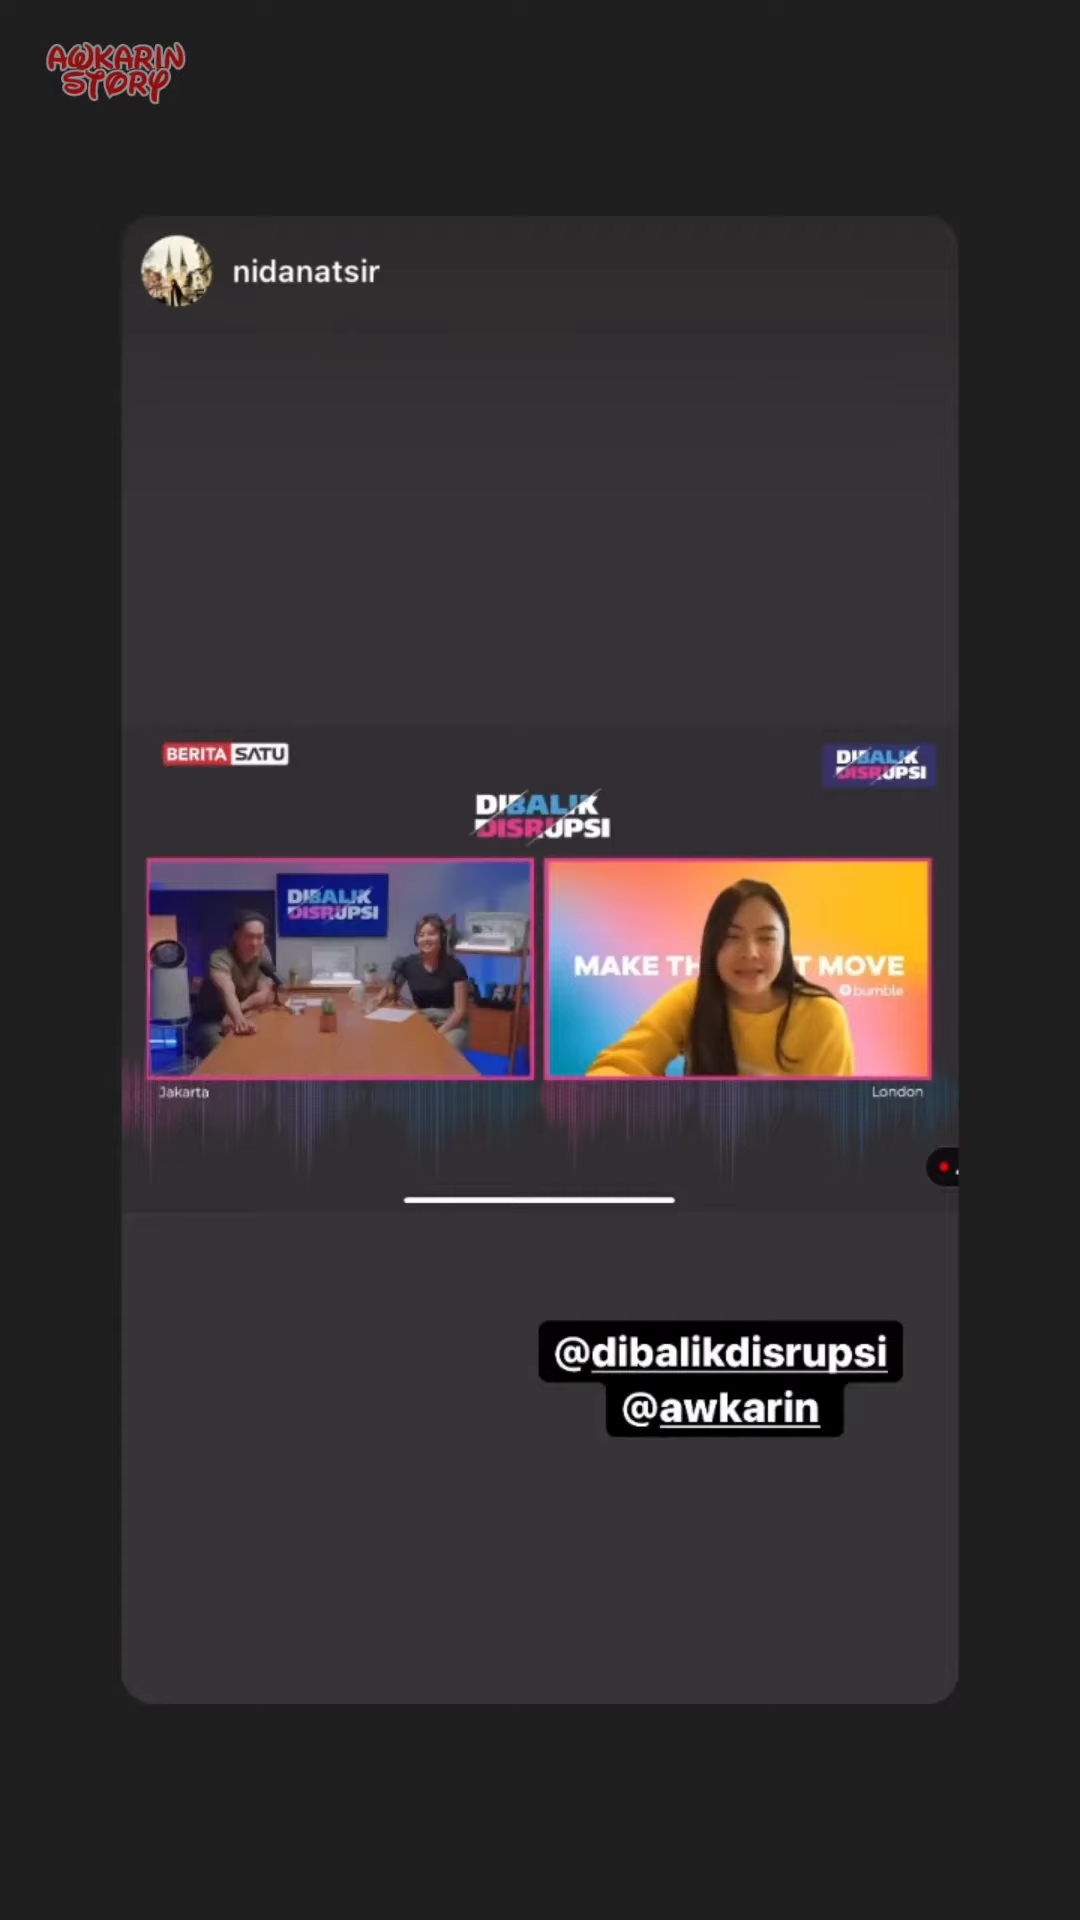 AWKARIN
STORY
nidanatsir
BERITA SATU
DIBALIK
DISRUPSI
DIBALIK
DISRUPSI
DIBALIK
DISRUPSI
MAKE TH T MOVE
bumble
Jakarta
London
@dibalikdisrupsi
@awkarin